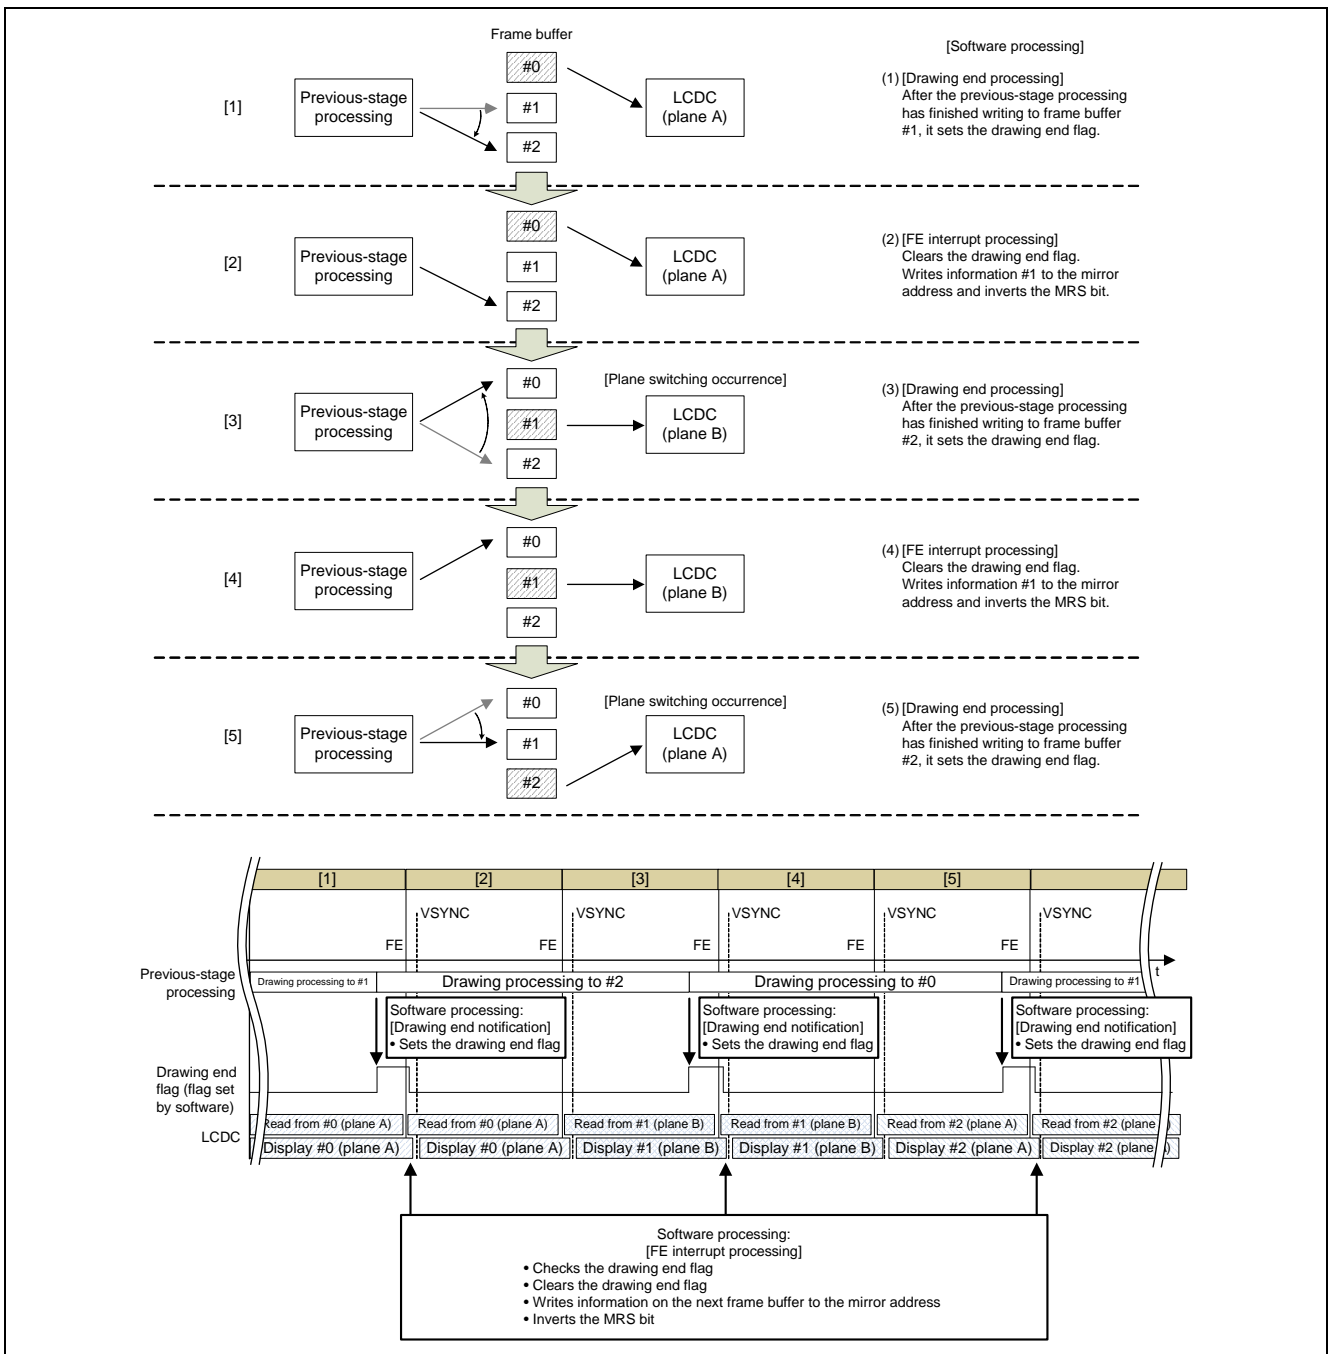 Frame buffer
[Software processing]
[1]
Previous-stage
processing
#0
#1
#2
LCDC
(plane A)
(1) [Drawing end processing]
After the previous-stage processing
has finished writing to frame buffer
#1, it sets the drawing end flag.
[2]
Previous-stage
processing
#0
#1
#2
LCDC
(plane A)
(2) [FE interrupt processing]
Clears the drawing end flag.
Writes information #1 to the mirror
address and inverts the MRS bit.
[3]
Previous-stage
processing
#0
#1
#2
[Plane switching occurrence]
LCDC
(plane B)
(3) [Drawing end processing]
After the previous-stage processing
has finished writing to frame buffer
#2, it sets the drawing end flag.
[4]
Previous-stage
processing
#0
#1
#2
LCDC
(plane B)
(4) [FE interrupt processing]
Clears the drawing end flag.
Writes information #1 to the mirror
address and inverts the MRS bit.
[5]
Previous-stage
processing
#0
#1
#2
[Plane switching occurrence]
LCDC
(plane A)
(5) [Drawing end processing]
After the previous-stage processing
has finished writing to frame buffer
#2, it sets the drawing end flag.
[1] [2] [3] [4] [5]
VSYNC VSYNC VSYNC VSYNC VSYNC
FE FE FE FE FE
t
Previous-stage
processing
Drawing processing to #1 Drawing processing to #2 Drawing processing to #0 Drawing processing to #1
Software processing:
[Drawing end notification]
• Sets the drawing end flag
Software processing:
[Drawing end notification]
• Sets the drawing end flag
Software processing:
[Drawing end notification]
• Sets the drawing end flag
Drawing end
flag (flag set
by software)
LCDC
Read from #0 (plane A) Read from #0 (plane A) Read from #1 (plane B) Read from #1 (plane B) Read from #2 (plane A) Read from #2 (plane
Display #0 (plane A) Display #0 (plane A) Display #1 (plane B) Display #1 (plane B) Display #2 (plane A) Display #2 (plane
Software processing:
[FE interrupt processing]
• Checks the drawing end flag
• Clears the drawing end flag
• Writes information on the next frame buffer to the mirror address
• Inverts the MRS bit